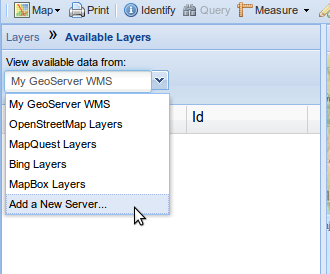 Map Print Identify Query Measure
Layers » Available Layers
View available data from:
My GeoServer WMS
Id
My GeoServer WMS
OpenStreetMap Layers
MapQuest Layers
Bing Layers
MapBox Layers
Add a New Server...